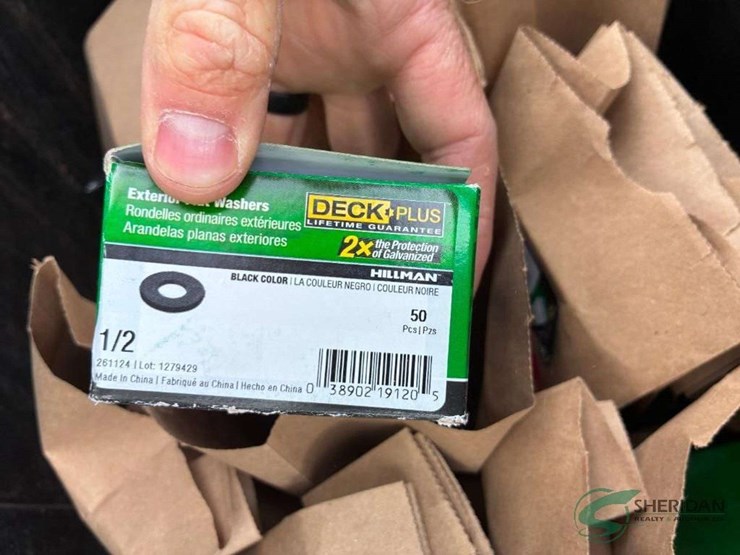 Washers
DECK PLUS
LIFETIME GUARANTEE
Rondelles ordinaires extérieures
Arandelas planas exteriores
2x the Protection
of Galvanized
HILLMAN
BLACK COLOR | LA COULEUR NEGRO | COULEUR NOIRE
50
Pcs | Pzs
1/2
261124 | Lot: 1279429
Made In China | Fabriqué au China | Hecho en China
0 38902 19120 5
SHERIDAN
REALTY